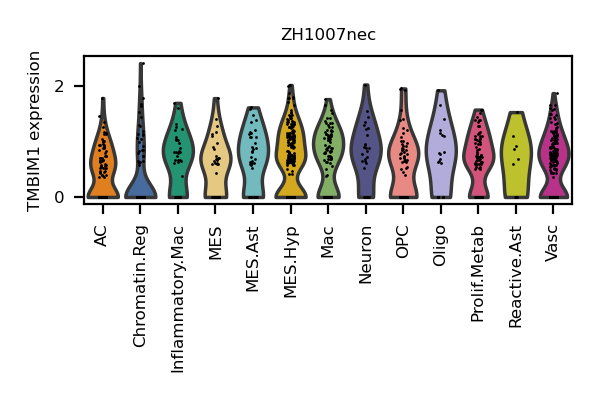 ZH1007nec
TMBIM1 expression
2
0
AC
Chromatin.Reg
Inflammatory.Mac
MES
MES.Ast
MES.Hyp
Mac
Neuron
OPC
Oligo
Prolif.Metab
Reactive.Ast
Vasc